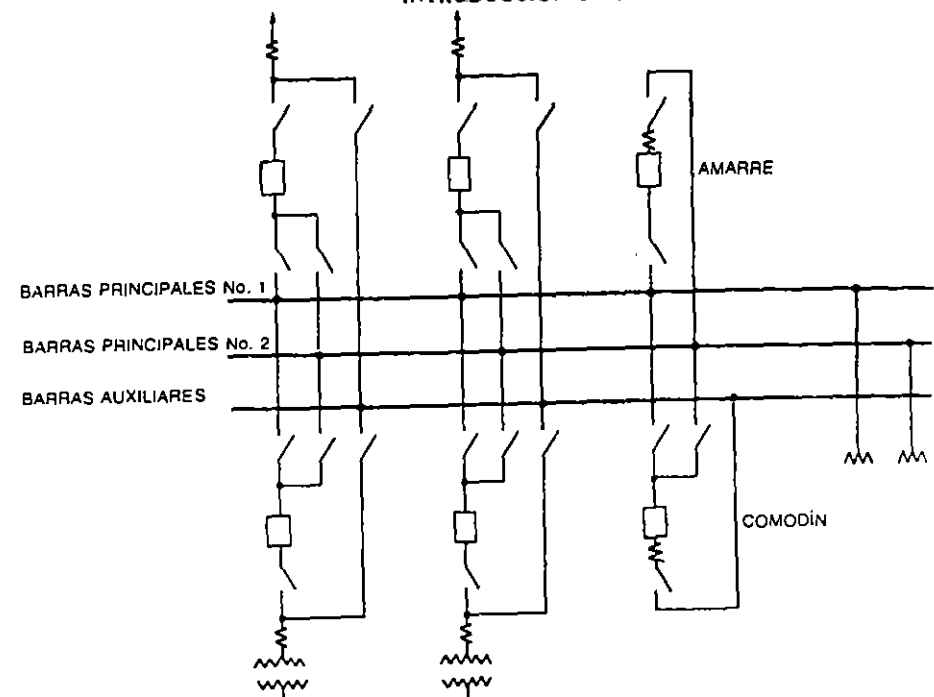 AMARRE
BARRAS PRINCIPALES No. 1
BARRAS PRINCIPALES No. 2
BARRAS AUXILIARES
COMODÍN